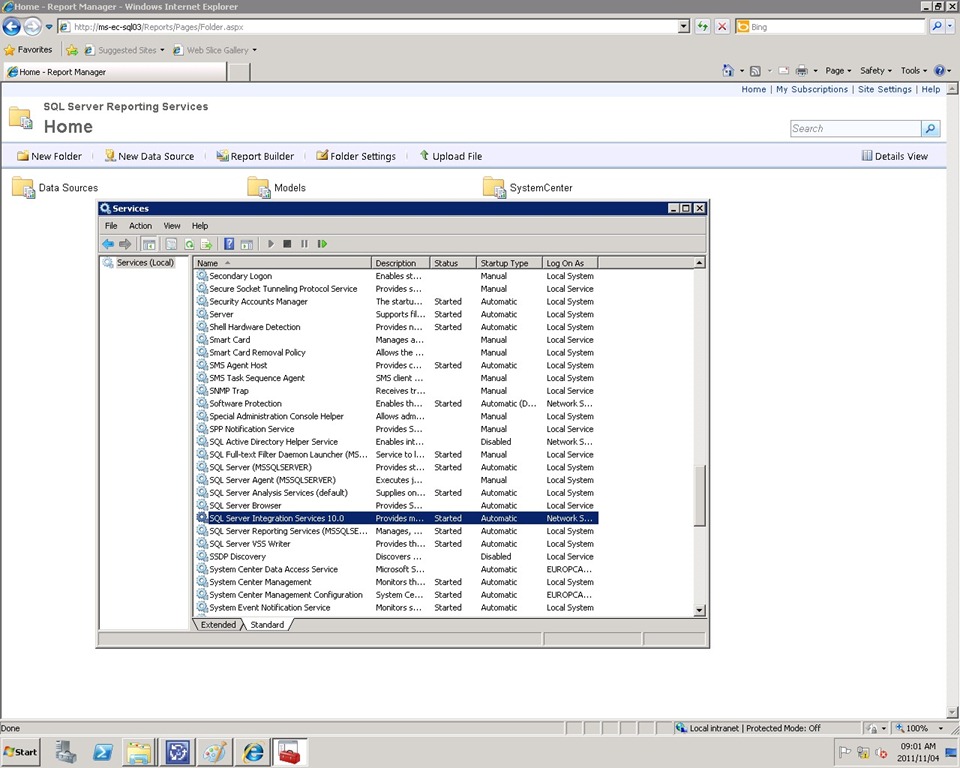 Home - Report Manager - Windows Internet Explorer
http://ms-ec-sql03/Reports/Pages/Folder.aspx
Bing
Favorites Suggested Sites Web Slice Gallery
Home - Report Manager
Page Safety Tools
Home | My Subscriptions | Site Settings | Help
SQL Server Reporting Services
Home
Search
New Folder New Data Source Report Builder Folder Settings Upload File Details View
Data Sources Models SystemCenter
Services
File Action View Help
Services (Local)
Name Description Status Startup Type Log On As
Secondary Logon Enables st... Manual Local System
Secure Socket Tunneling Protocol Service Provides s... Manual Local Service
Security Accounts Manager The startu... Started Automatic Local System
Server Supports fil... Started Automatic Local System
Shell Hardware Detection Provides n... Started Automatic Local System
Smart Card Manages a... Manual Local Service
Smart Card Removal Policy Allows the ... Manual Local System
SMS Agent Host Provides c... Started Automatic Local System
SMS Task Sequence Agent SMS client ... Manual Local System
SNMP Trap Receives tr... Manual Local Service
Software Protection Enables th... Started Automatic (D... Network S...
Special Administration Console Helper Allows adm... Manual Local System
SPP Notification Service Provides S... Manual Local Service
SQL Active Directory Helper Service Enables int... Disabled Network S...
SQL Full-text Filter Daemon Launcher (MS... Service to l... Started Manual Local Service
SQL Server (MSSQLSERVER) Provides st... Started Automatic Local System
SQL Server Agent (MSSQLSERVER) Executes j... Manual Local System
SQL Server Analysis Services (default) Supplies on... Started Automatic Local System
SQL Server Browser Provides S... Automatic Local Service
SQL Server Integration Services 10.0 Provides m... Started Automatic Network S...
SQL Server Reporting Services (MSSQLSE... Manages, ... Started Automatic Local System
SQL Server VSS Writer Provides th... Started Automatic Local System
SSDP Discovery Discovers ... Disabled Local Service
System Center Data Access Service Microsoft S... Automatic EUROPCA...
System Center Management Monitors th... Started Automatic Local System
System Center Management Configuration System Ce... Started Automatic EUROPCA...
System Event Notification Service Monitors s... Started Automatic Local System
Extended Standard
Done Local intranet | Protected Mode: Off 100%
Start 09:01 AM
2011/11/04